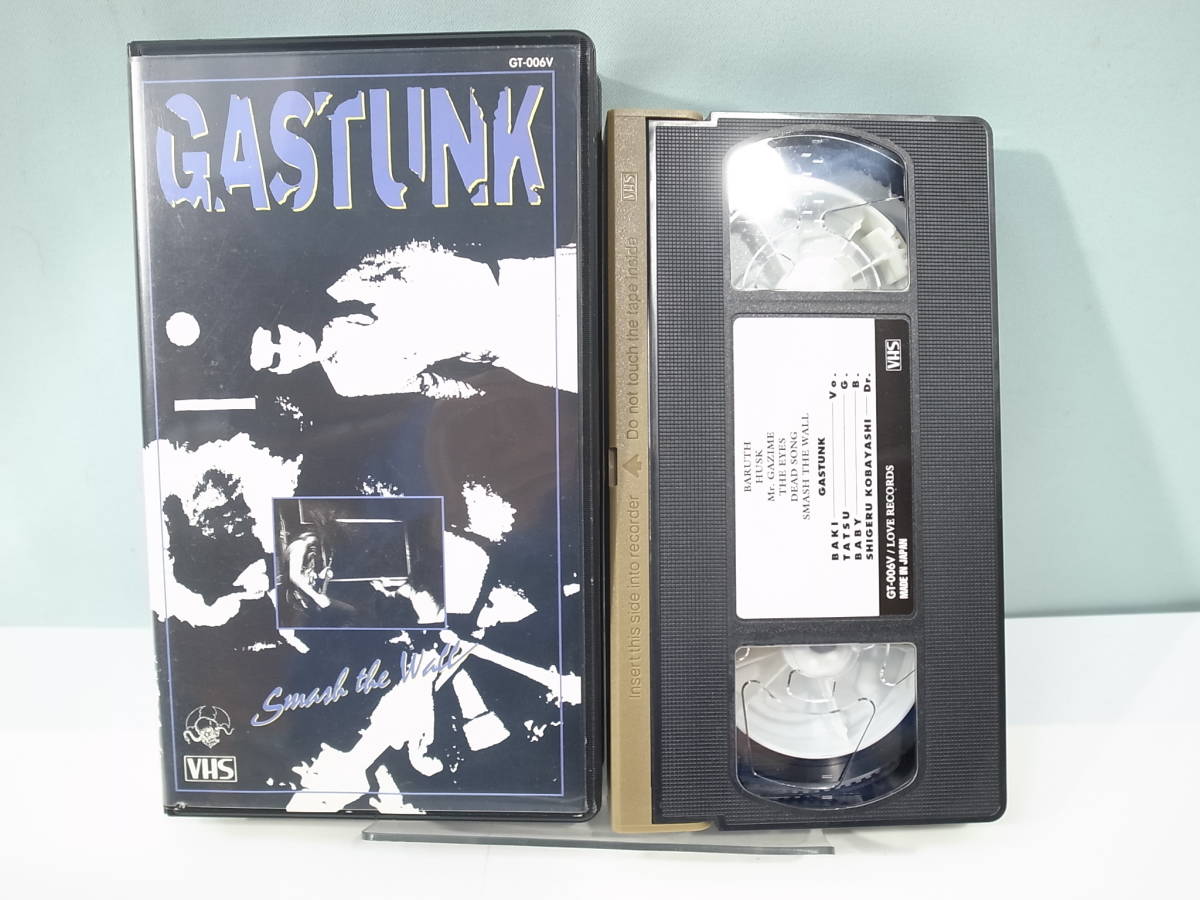 GT-006V
GASTUNK
Smash the Wall
VHS
VHS
Do not touch the tape inside
Insert this side into recorder
BARUTH
HUSK
Mr. GAZIME
THE EYES
DEAD SONG
SMASH THE WALL
GASTUNK
BAKI Vo.
TATSU G.
BABY B.
SHIGERU KOBAYASHI Dr.
GT-006V / LOVE RECORDS
MADE IN JAPAN
VHS